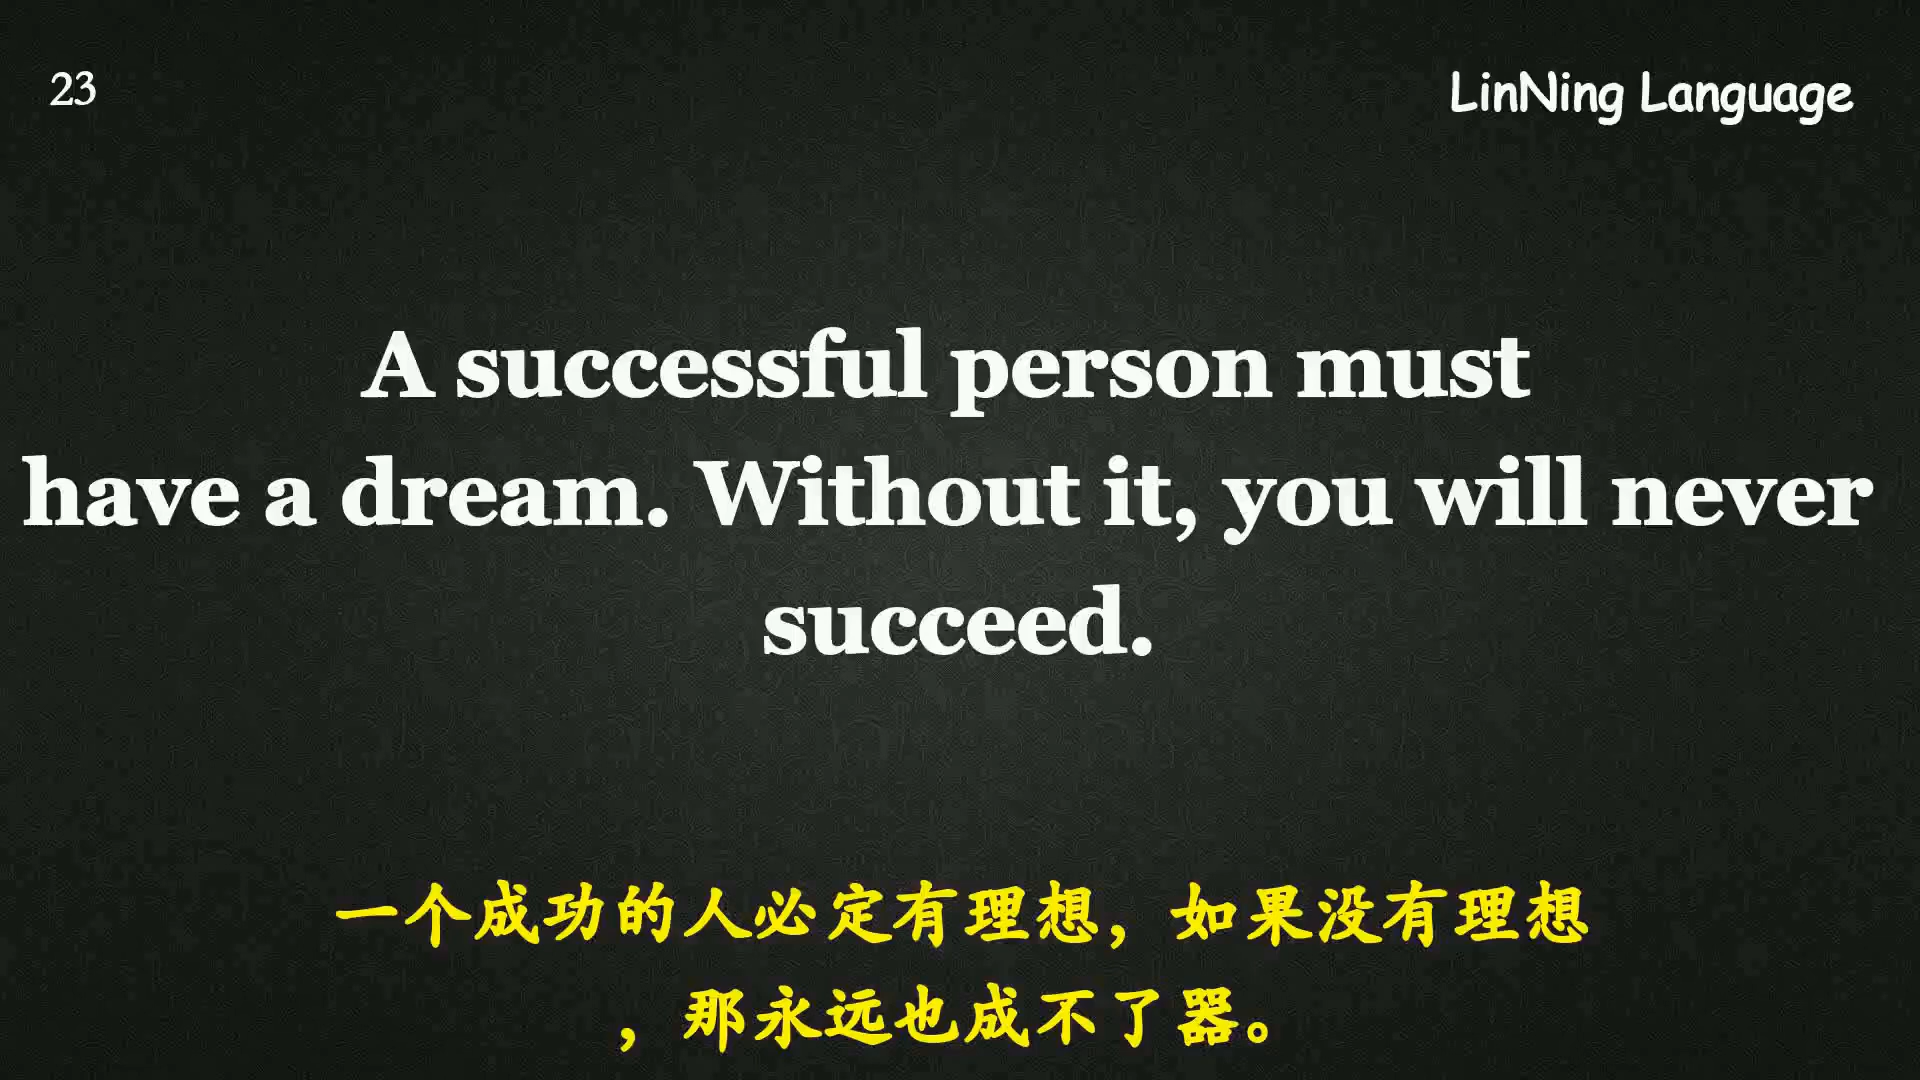 23
LinNing Language
A successful person must
have a dream. Without it, you will never
succeed.
一个成功的人必定有理想，如果没有理想
，那永远也成不了器。